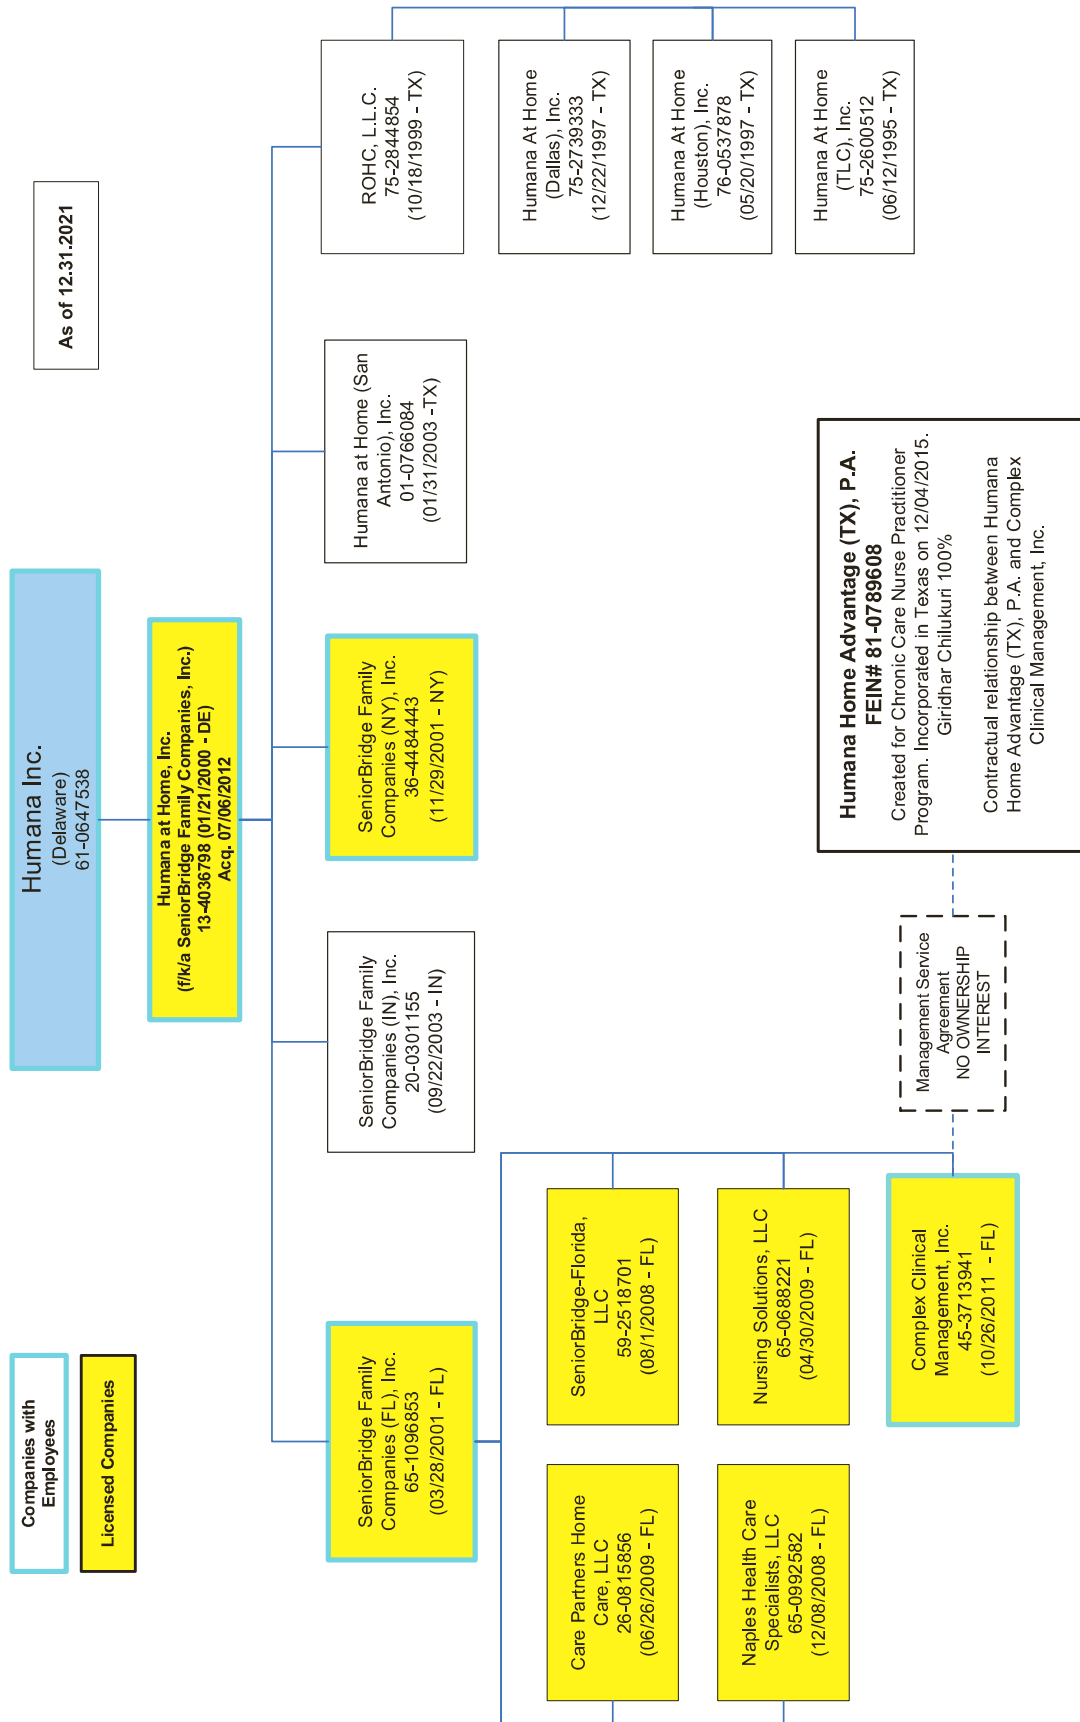 Companies with
Employees
Licensed Companies
Humana Inc.
(Delaware)
61-0647538
As of 12.31.2021
Humana at Home, Inc.
(f/k/a SeniorBridge Family Companies, Inc.)
13-4036798 (01/21/2000 - DE)
Acq. 07/06/2012
SeniorBridge Family
Companies (FL), Inc.
65-1096853
(03/28/2001 - FL)
SeniorBridge Family
Companies (IN), Inc.
20-0301155
(09/22/2003 - IN)
SeniorBridge Family
Companies (NY), Inc.
36-4484443
(11/29/2001 - NY)
Humana at Home (San
Antonio), Inc.
01-0766084
(01/31/2003 -TX)
ROHC, L.L.C.
75-2844854
(10/18/1999 - TX)
Care Partners Home
Care, LLC
26-0815856
(06/26/2009 - FL)
SeniorBridge-Florida,
LLC
59-2518701
(08/1/2008 - FL)
Humana At Home
(Dallas), Inc.
75-2739333
(12/22/1997 - TX)
Naples Health Care
Specialists, LLC
65-0992582
(12/08/2008 - FL)
Nursing Solutions, LLC
65-0688221
(04/30/2009 - FL)
Humana At Home
(Houston), Inc.
76-0537878
(05/20/1997 - TX)
Humana At Home
(TLC), Inc.
75-2600512
(06/12/1995 - TX)
Complex Clinical
Management, Inc.
45-3713941
(10/26/2011  - FL)
Management Service
Agreement
NO OWNERSHIP
INTEREST
Humana Home Advantage (TX), P.A.
FEIN# 81-0789608
Created for Chronic Care Nurse Practitioner
Program. Incorporated in Texas on 12/04/2015.
Giridhar Chilukuri 100%
Contractual relationship between Humana
Home Advantage (TX), P.A. and Complex
Clinical Management, Inc.